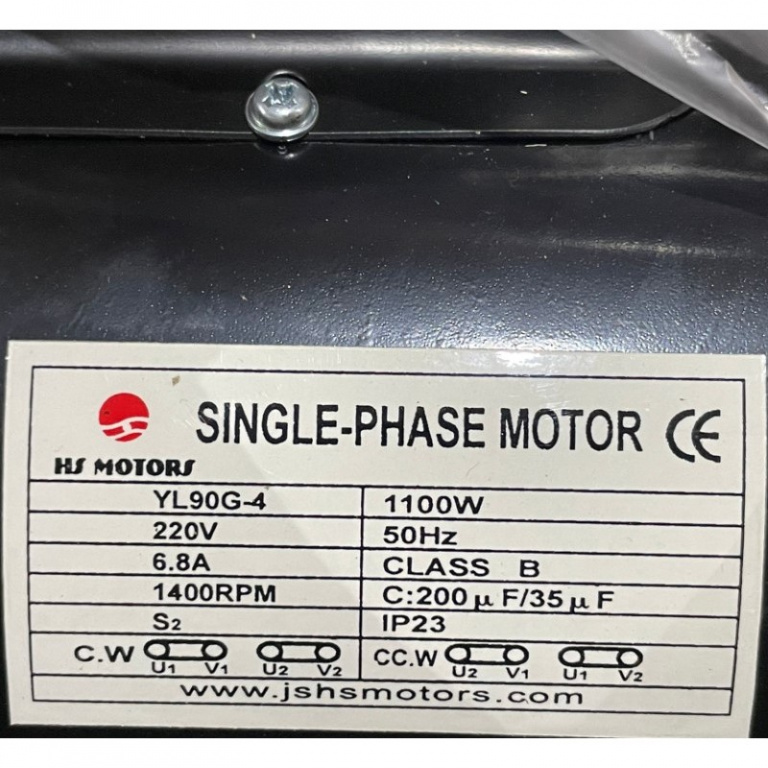 SINGLE-PHASE MOTOR CE
HS MOTORS
YL90G-4 1100W
220V 50Hz
6.8A CLASS B
1400RPM C:200μF/35μF
S2 IP23
C.W U1 V1 U2 V2 CC.W U2 V1 U1 V2
www.jshsmotors.com